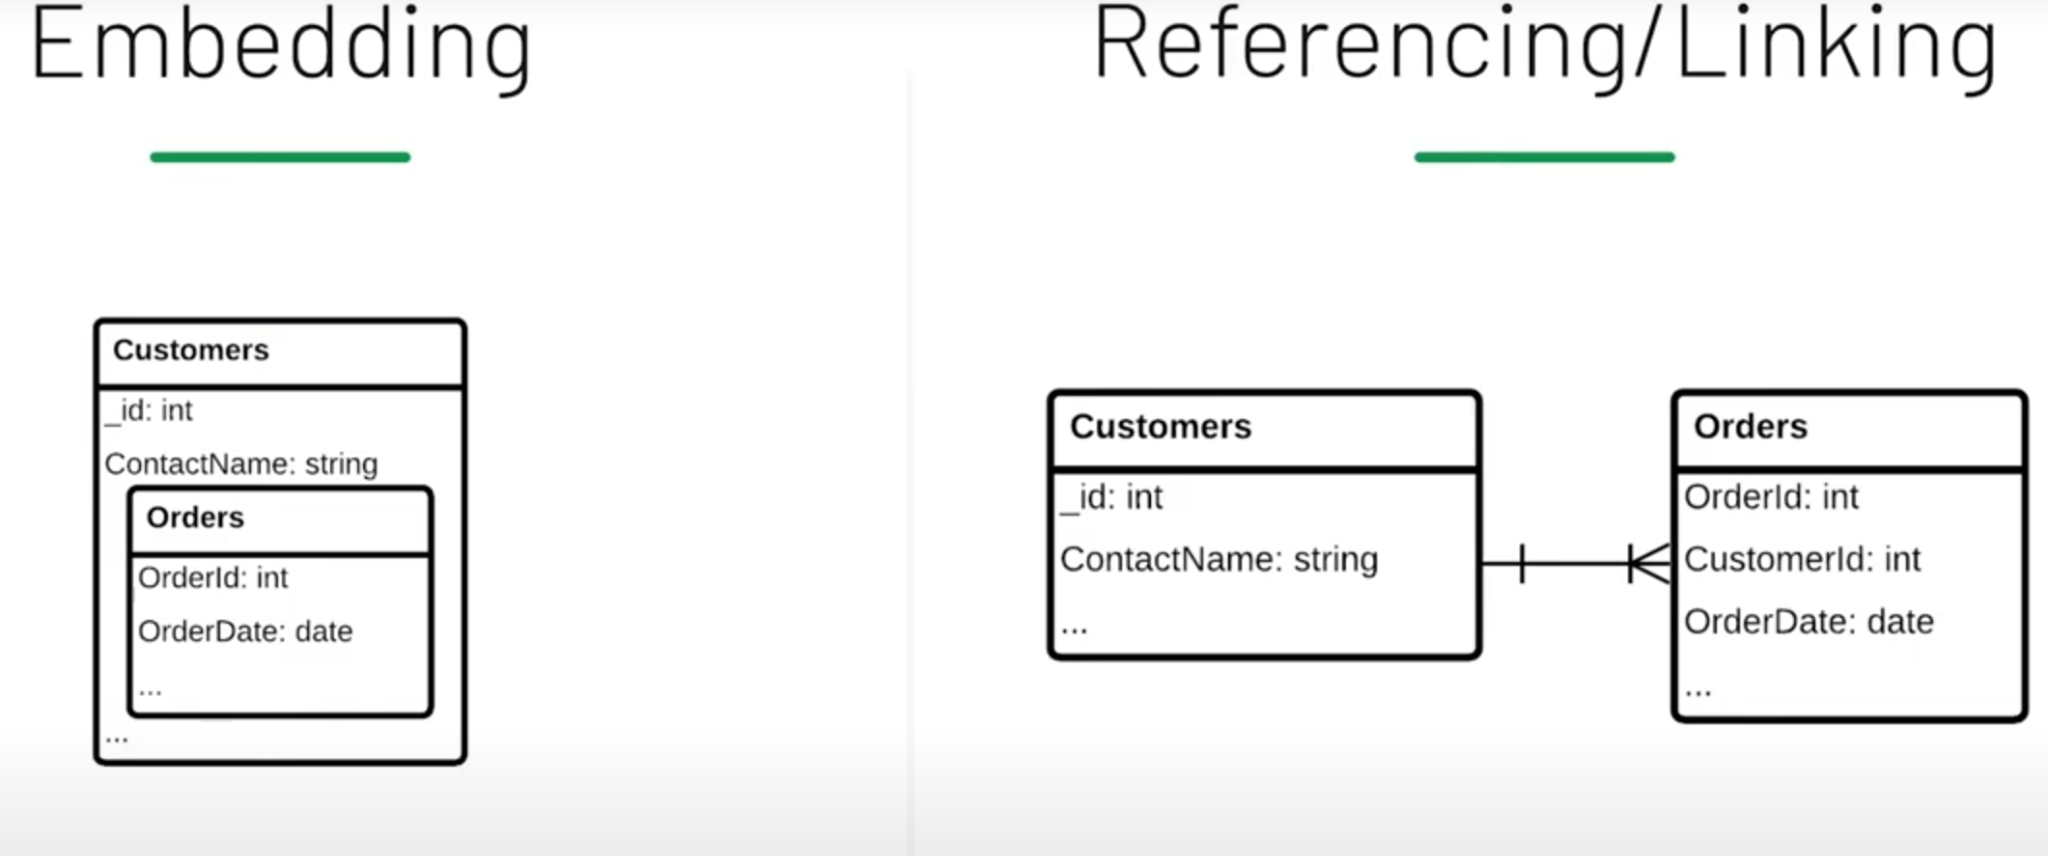 Embedding
Customers
_id: int
ContactName: string
Orders
OrderId: int
OrderDate: date
...
...
Referencing/Linking
Customers
_id: int
ContactName: string
...
Orders
OrderId: int
CustomerId: int
OrderDate: date
...